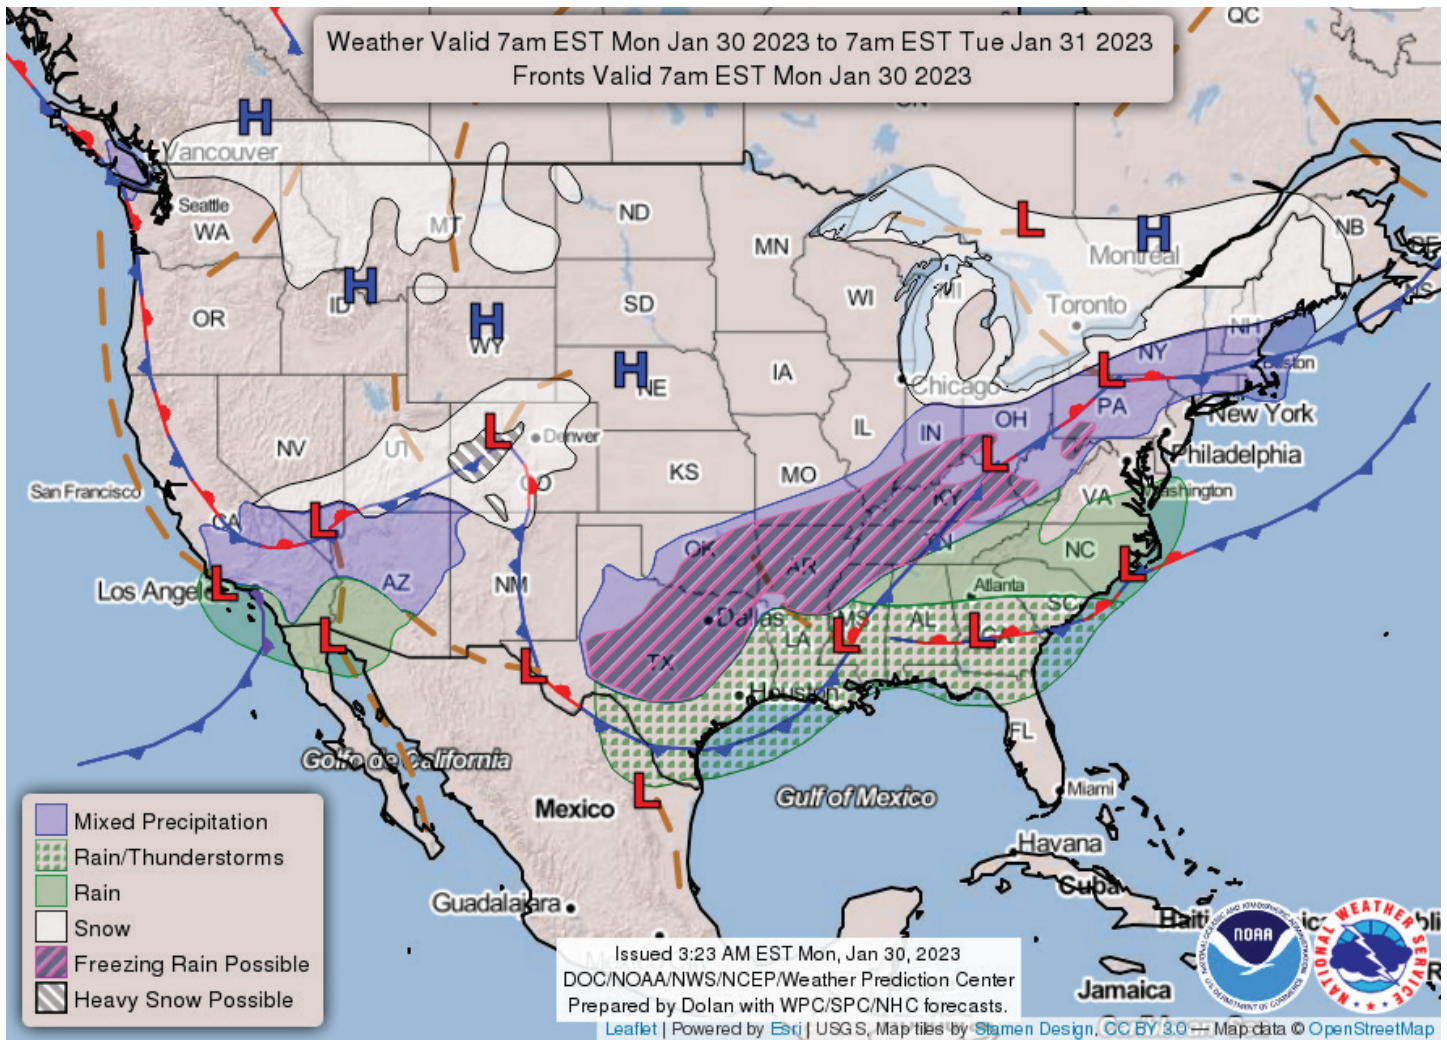 QC
Weather Valid 7am EST Mon Jan 30 2023 to 7am EST Tue Jan 31 2023
Fronts Valid 7am EST Mon Jan 30 2023
H
Vancouver
Seattle
WA
MT
ND
MN
L
H
Montreal
NB
NS
OR
ID
H
H
WY
SD
WI
MI
Toronto
NH
H
NE
IA
Chicago
L
NY
Boston
PA
New York
NV
UT
L
Denver
CO
KS
MO
IL
IN
OH
L
Philadelphia
Washington
VA
San Francisco
CA
L
AZ
NM
OK
AR
KY
TN
NC
Los Angel
L
L
L
Dallas
TX
LA
MS
L
AL
Atlanta
L
SC
L
Houston
FL
Golfo de California
Mexico
L
Gulf of Mexico
Miami
Havana
Cuba
Guadalajara
Jamaica
Mixed Precipitation
Rain/Thunderstorms
Rain
Snow
Freezing Rain Possible
Heavy Snow Possible
NOAA
NATIONAL WEATHER SERVICE
Issued 3:23 AM EST Mon, Jan 30, 2023
DOC/NOAA/NWS/NCEP/Weather Prediction Center
Prepared by Dolan with WPC/SPC/NHC forecasts.
Leaflet | Powered by Esri | USGS, Map tiles by Stamen Design, CC BY 3.0 — Map data © OpenStreetMap